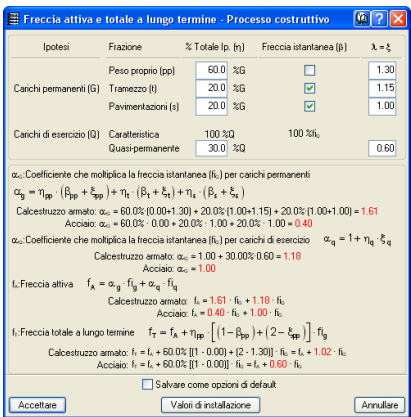 Freccia attiva e totale a lungo termine - Processo costruttivo
Ipotesi Frazione % Totale Ip. (η) Freccia istantanea (β) λ = ξ
Peso proprio (pp) 60.0 %G 1.30
Carichi permanenti (G) Tramezzo (t) 20.0 %G 1.15
Pavimentazioni (s) 20.0 %G 1.00
Carichi di esercizio (Q) Caratteristica 100 %Q 100 %fiQ
Quasi-permanente 30.0 %Q 0.60
αG:Coefficiente che moltiplica la freccia istantanea (fiG) per carichi permanenti
αg = ηpp · (βpp + ξpp) + ηt · (βt + ξt) + ηs · (βs + ξs)
Calcestruzzo armato: αG = 60.0%·(0.00+1.30) + 20.0%·(1.00+1.15) + 20.0%·(1.00+1.00) = 1.61
Acciaio: αG = 60.0% · 0.00 + 20.0% · 1.00 + 20.0% · 1.00 = 0.40
αQ:Coefficiente che moltiplica la freccia istantanea (fiQ) per carichi di esercizio αq = 1 + ηq · ξq
Calcestruzzo armato: αQ = 1.00 + 30.00%·0.60 = 1.18
Acciaio: αQ = 1.00
fA:Freccia attiva fA = αg · fig + αq · fiq
Calcestruzzo armato: fA = 1.61 · fiG + 1.18 · fiQ
Acciaio: fA = 0.40 · fiG + 1.00 · fiQ
fT:Freccia totale a lungo termine fT = fA + ηpp · [(1 − βpp) + (2 − ξpp)] · fig
Calcestruzzo armato: fT = fA + 60.0% [(1 - 0.00) + (2 - 1.30)] · fiG = fA + 1.02 · fiG
Acciaio: fT = fA + 60.0% [(1 - 0.00)] · fiG = fA + 0.60 · fiG
Salvare come opzioni di default
Accettare Valori di installazione Annullare